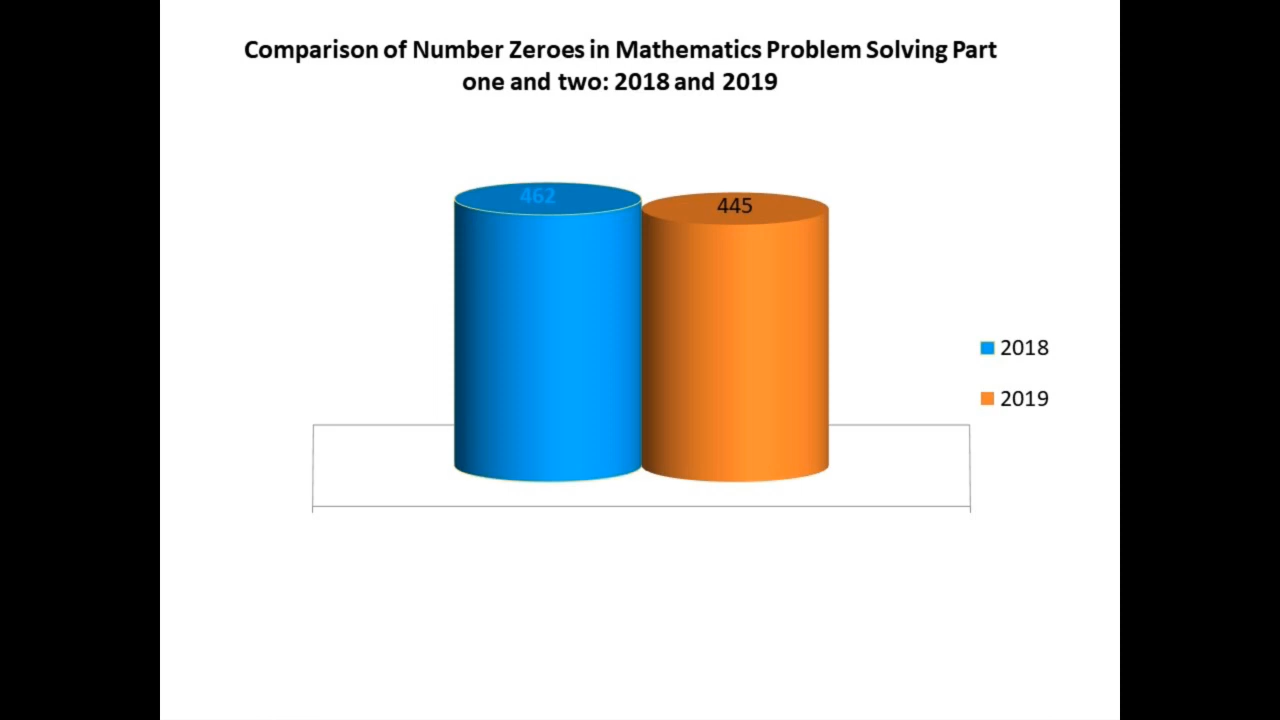 Comparison of Number Zeroes in Mathematics Problem Solving Part
one and two: 2018 and 2019
462
445
2018
2019